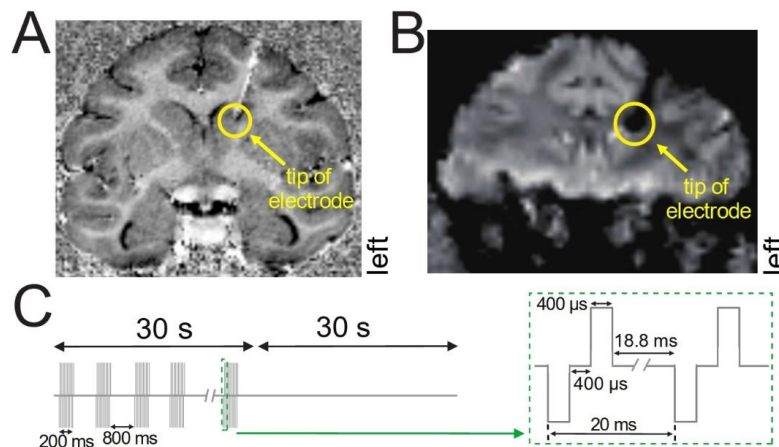 A
B
tip of
electrode
left
tip of
electrode
left
C
30 s
30 s
200 ms
800 ms
400 µs
18.8 ms
400 µs
20 ms